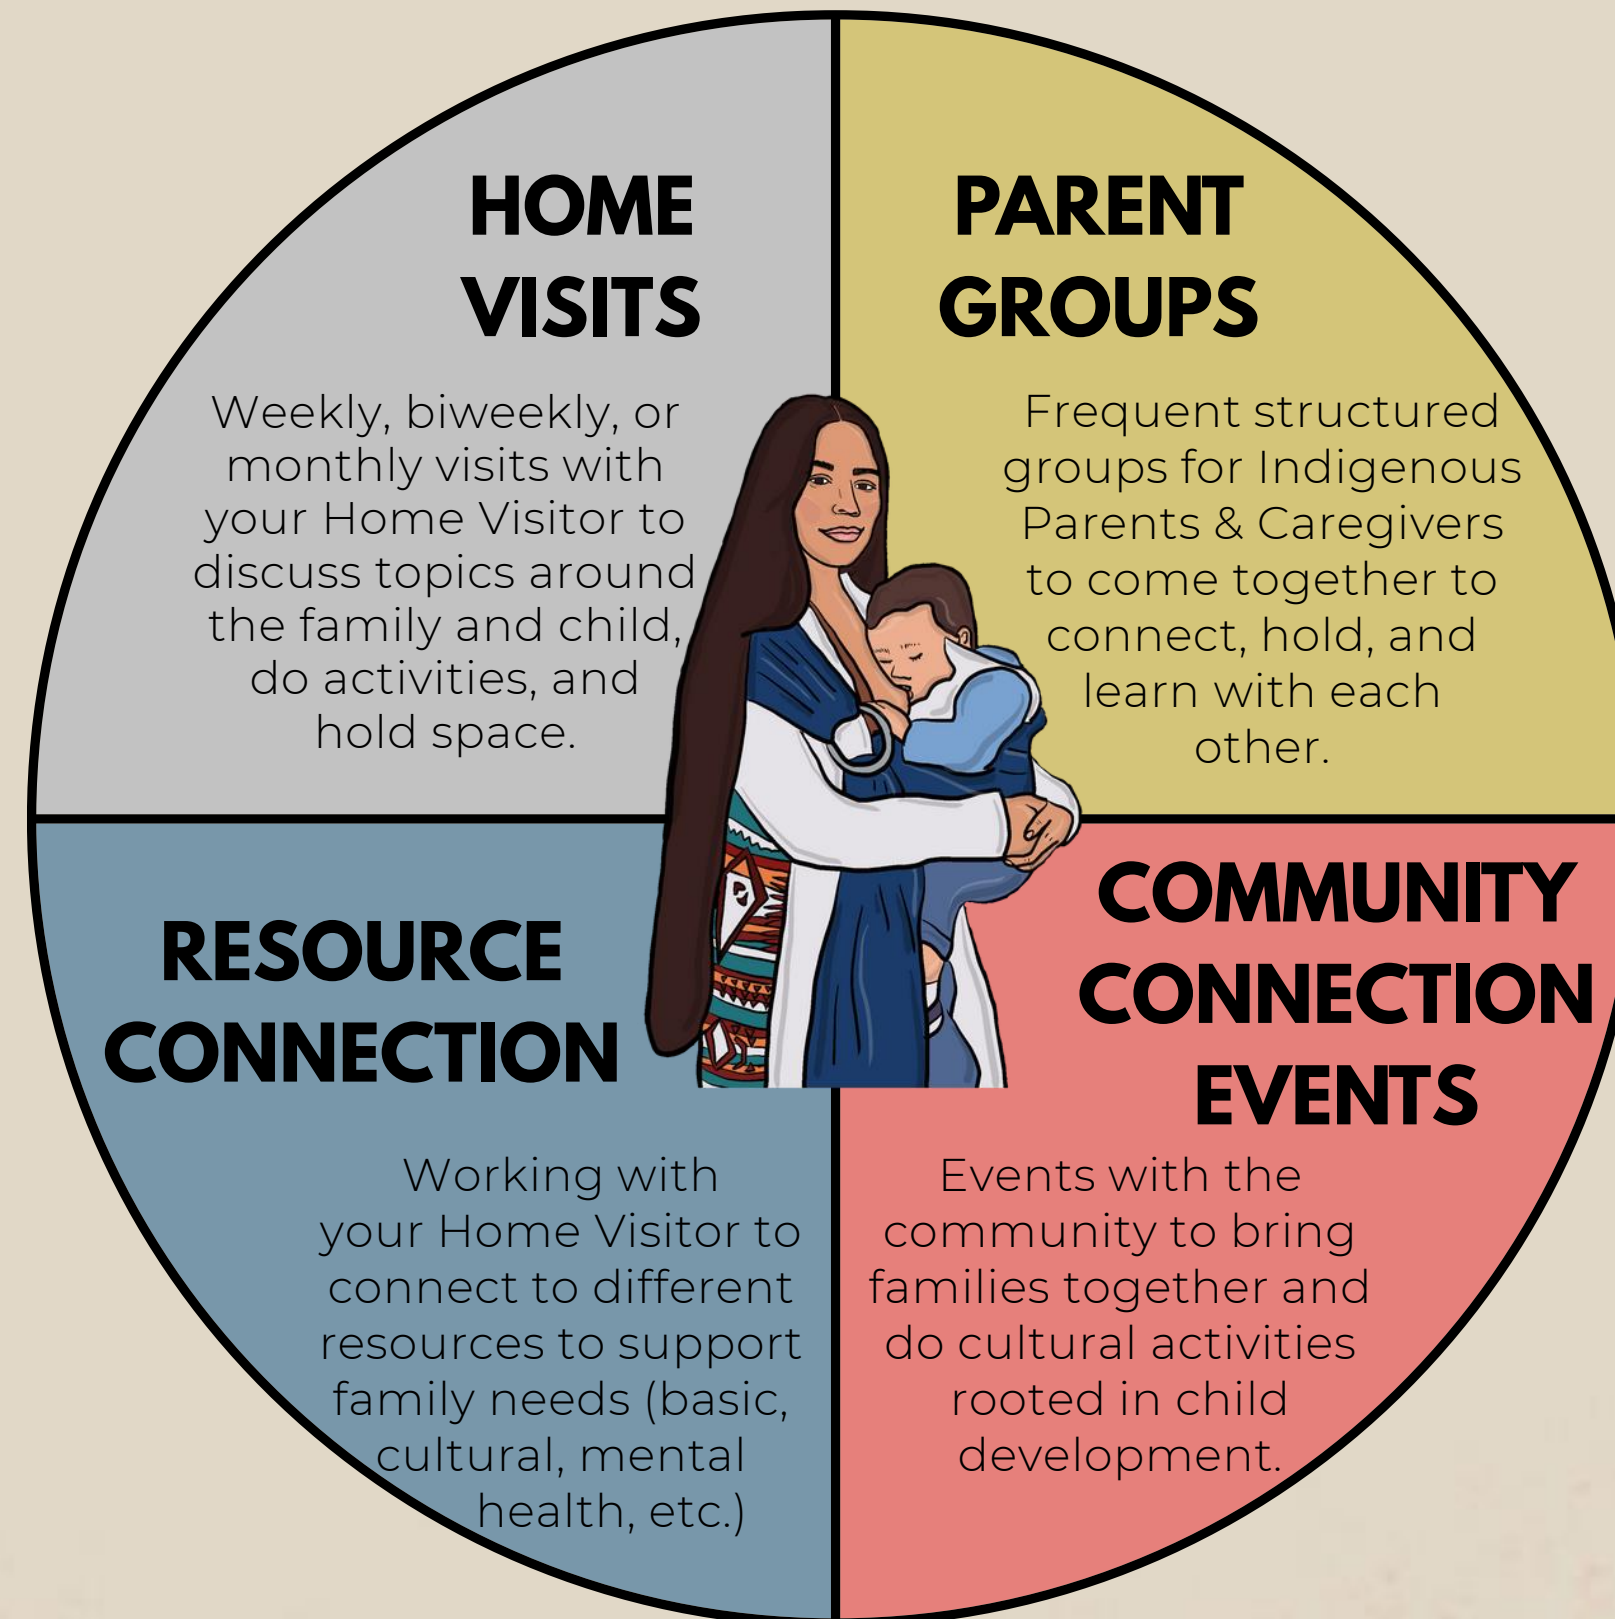 HOME
VISITS
Weekly, biweekly, or
monthly visits with
your Home Visitor to
discuss topics around
the family and child,
do activities, and
hold space.
PARENT
GROUPS
Frequent structured
groups for Indigenous
Parents & Caregivers
to come together to
connect, hold, and
learn with each
other.
RESOURCE
CONNECTION
Working with
your Home Visitor to
connect to different
resources to support
family needs (basic,
cultural, mental
health, etc.)
COMMUNITY
CONNECTION
EVENTS
Events with the
community to bring
families together and
do cultural activities
rooted in child
development.